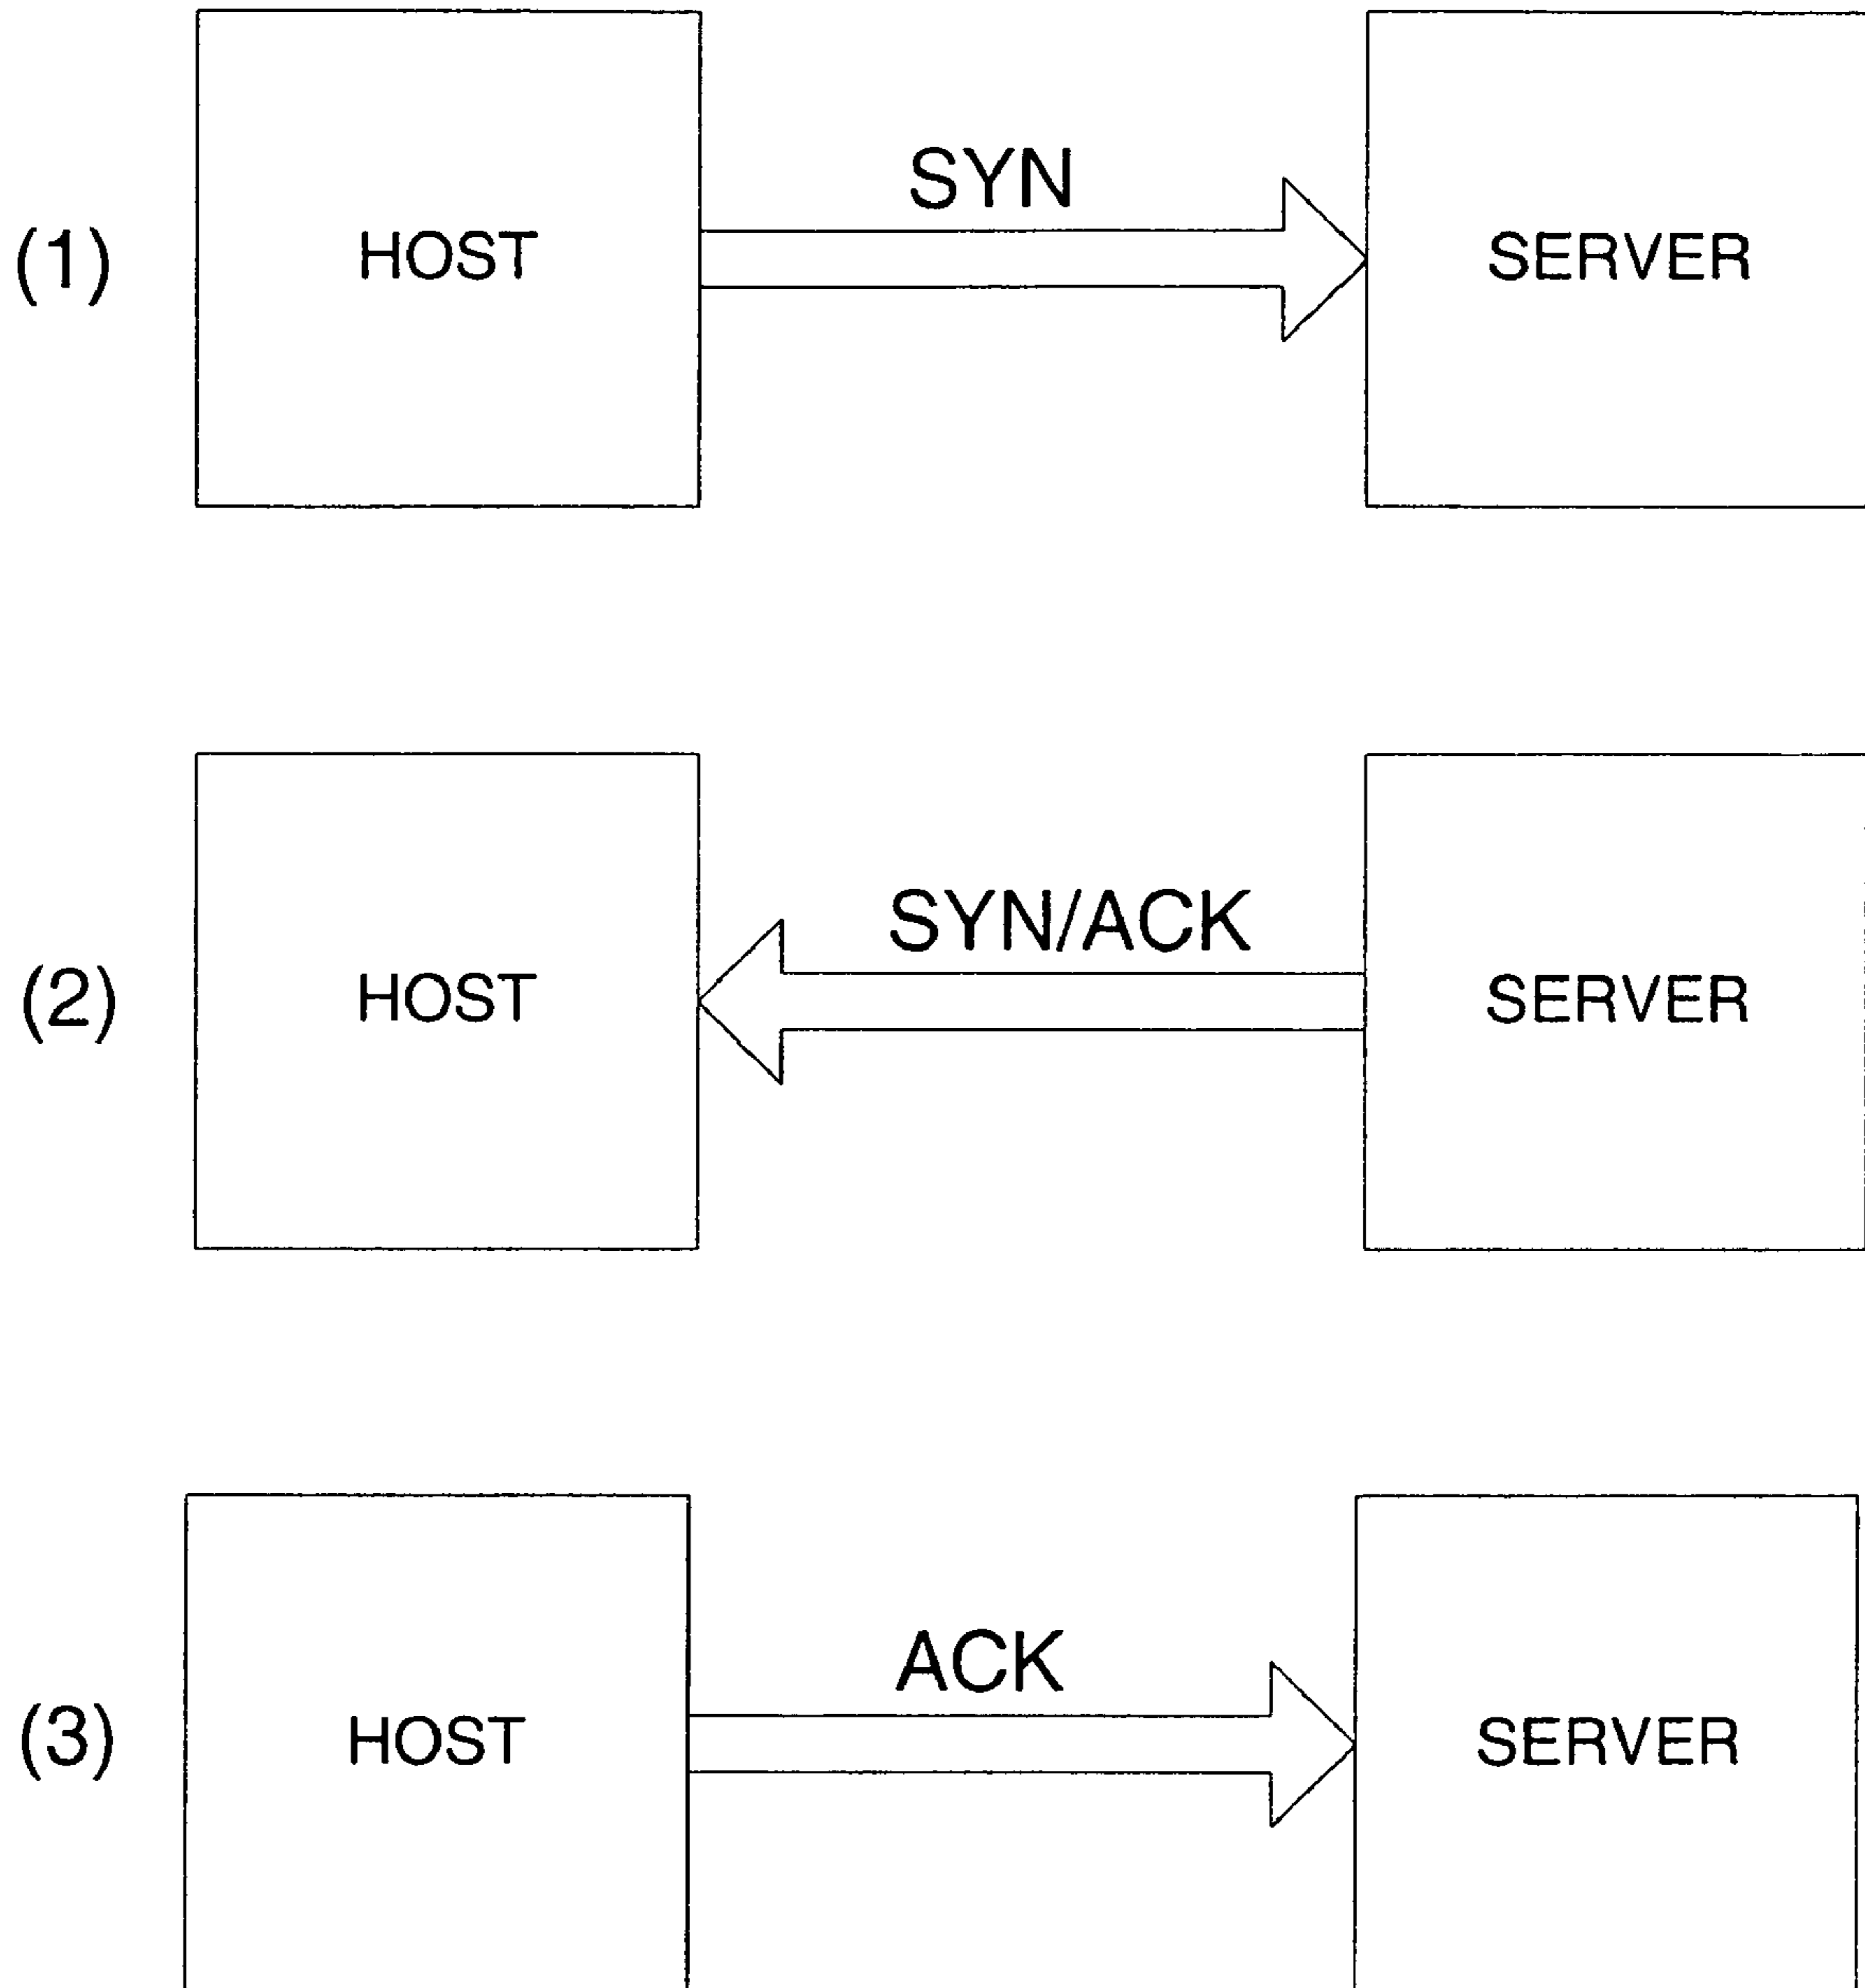 SYN
(1) HOST SERVER
SYN/ACK
(2) HOST SERVER
ACK
(3) HOST SERVER